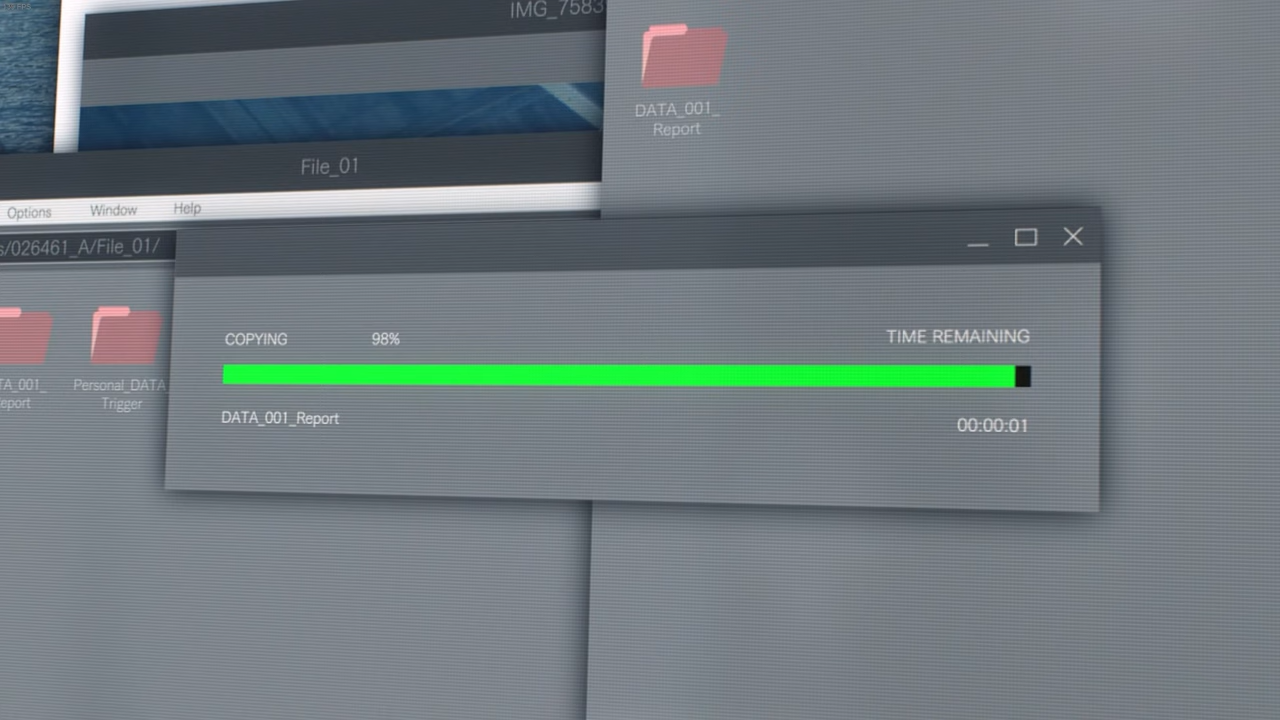 IMG_7583
DATA_001_
Report
File_01
Options Window Help
/026461_A/File_01/
COPYING 98% TIME REMAINING
DATA_001_Report
00:00:01
TA_001_
eport
Personal_DATA
Trigger